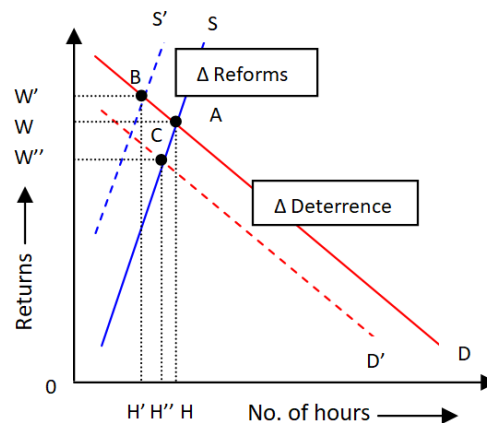 S’ S
Δ Reforms
B
W’
A
W
C
W’’
Δ Deterrence
Returns
D’ D
0
H’ H’’ H No. of hours